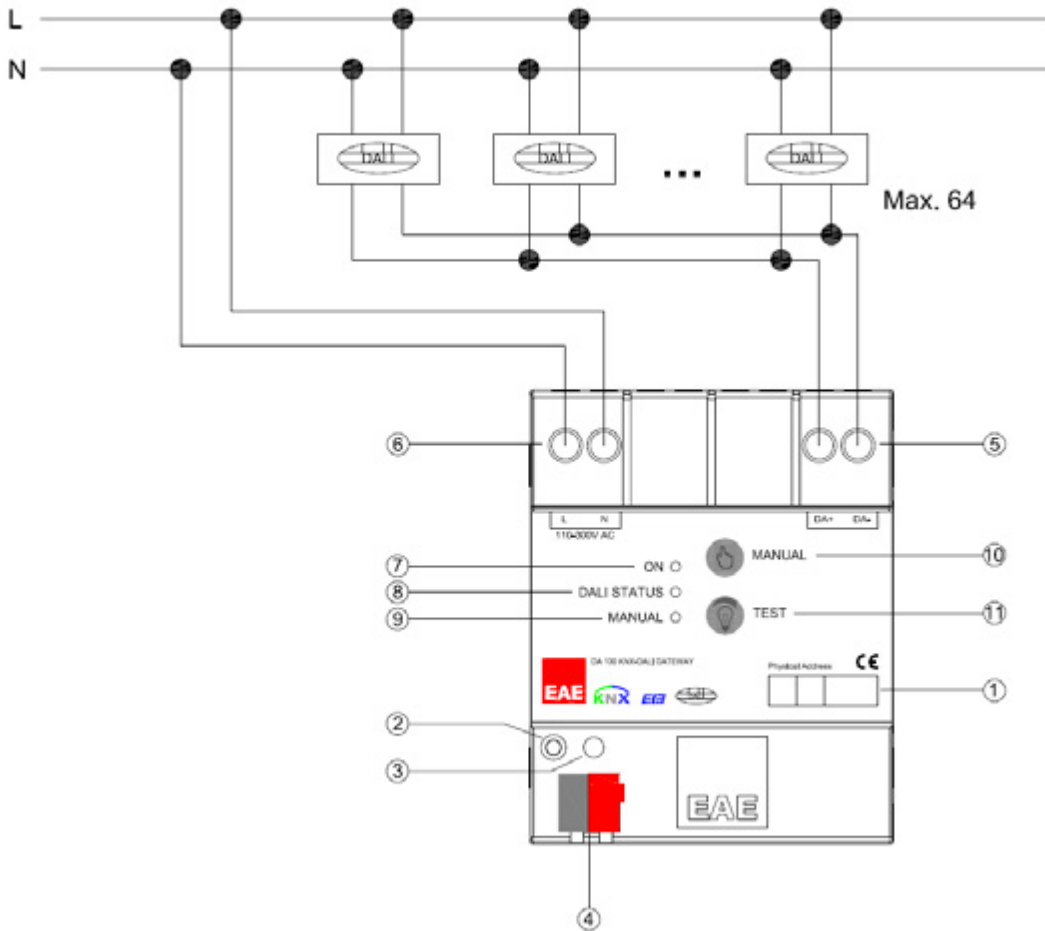 L
N
DALI
DALI
...
DALI
Max. 64
⑥
⑤
L N
DA+ DA-
110-300V AC
⑦ ON
MANUAL ⑩
⑧ DALI STATUS
⑨ MANUAL
TEST ⑪
DA 100 KNX-DALI GATEWAY
Physical Address
CE
EAE
KNX
EIB
DALI
①
②
③
EAE
④